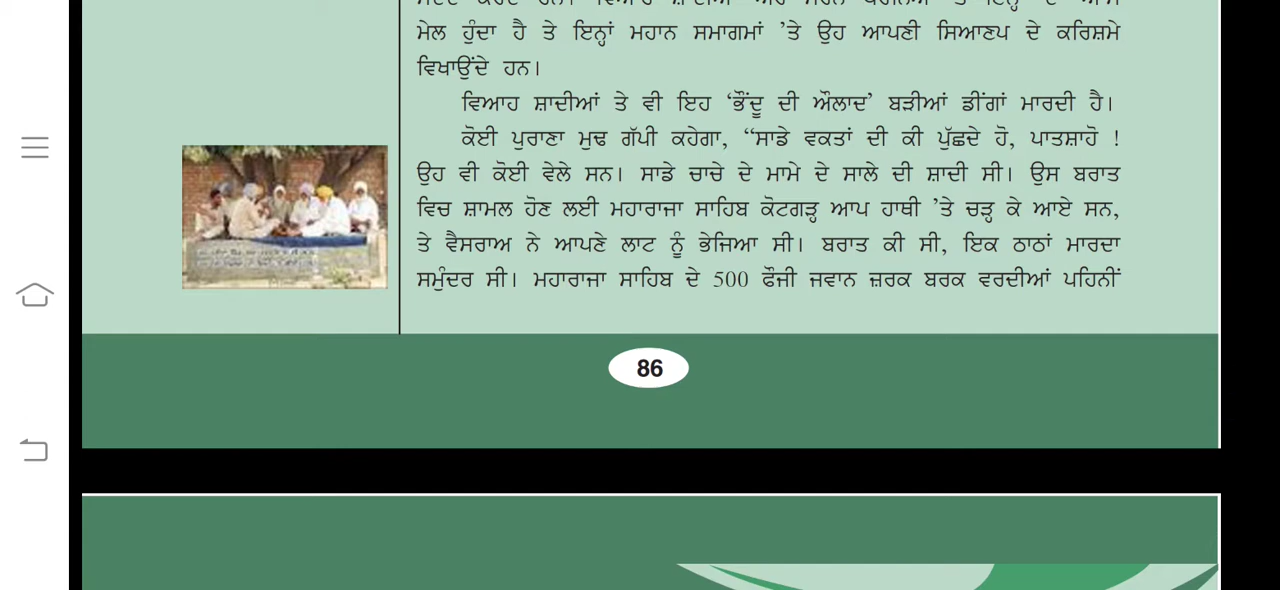 ਮੇਲ ਹੁੰਦਾ ਹੈ ਤੇ ਇਨ੍ਹਾਂ ਮਹਾਨ ਸਮਾਗਮਾਂ 'ਤੇ ਉਹ ਆਪਣੀ ਸਿਆਣਪ ਦੇ ਕਰਿਸ਼ਮੇ
ਵਿਖਾਉਂਦੇ ਹਨ।
ਵਿਆਹ ਸ਼ਾਦੀਆਂ ਤੇ ਵੀ ਇਹ 'ਭੌਂਦੂ ਦੀ ਔਲਾਦ' ਬੜੀਆਂ ਡੀਂਗਾਂ ਮਾਰਦੀ ਹੈ।
ਕੋਈ ਪੁਰਾਣਾ ਮੁਢ ਗੱਪੀ ਕਹੇਗਾ, “ਸਾਡੇ ਵਕਤਾਂ ਦੀ ਕੀ ਪੁੱਛਦੇ ਹੋ, ਪਾਤਸ਼ਾਹੋ !
ਉਹ ਵੀ ਕੋਈ ਵੇਲੇ ਸਨ। ਸਾਡੇ ਚਾਚੇ ਦੇ ਮਾਮੇ ਦੇ ਸਾਲੇ ਦੀ ਸ਼ਾਦੀ ਸੀ। ਉਸ ਬਰਾਤ
ਵਿਚ ਸ਼ਾਮਲ ਹੋਣ ਲਈ ਮਹਾਰਾਜਾ ਸਾਹਿਬ ਕੋਟਗੜ੍ਹ ਆਪ ਹਾਥੀ 'ਤੇ ਚੜ੍ਹ ਕੇ ਆਏ ਸਨ,
ਤੇ ਵੈਸਰਾਅ ਨੇ ਆਪਣੇ ਲਾਟ ਨੂੰ ਭੇਜਿਆ ਸੀ। ਬਰਾਤ ਕੀ ਸੀ, ਇਕ ਠਾਠਾਂ ਮਾਰਦਾ
ਸਮੁੰਦਰ ਸੀ। ਮਹਾਰਾਜਾ ਸਾਹਿਬ ਦੇ 500 ਫੌਜੀ ਜਵਾਨ ਜ਼ਰਕ ਬਰਕ ਵਰਦੀਆਂ ਪਹਿਨੀਂ
86